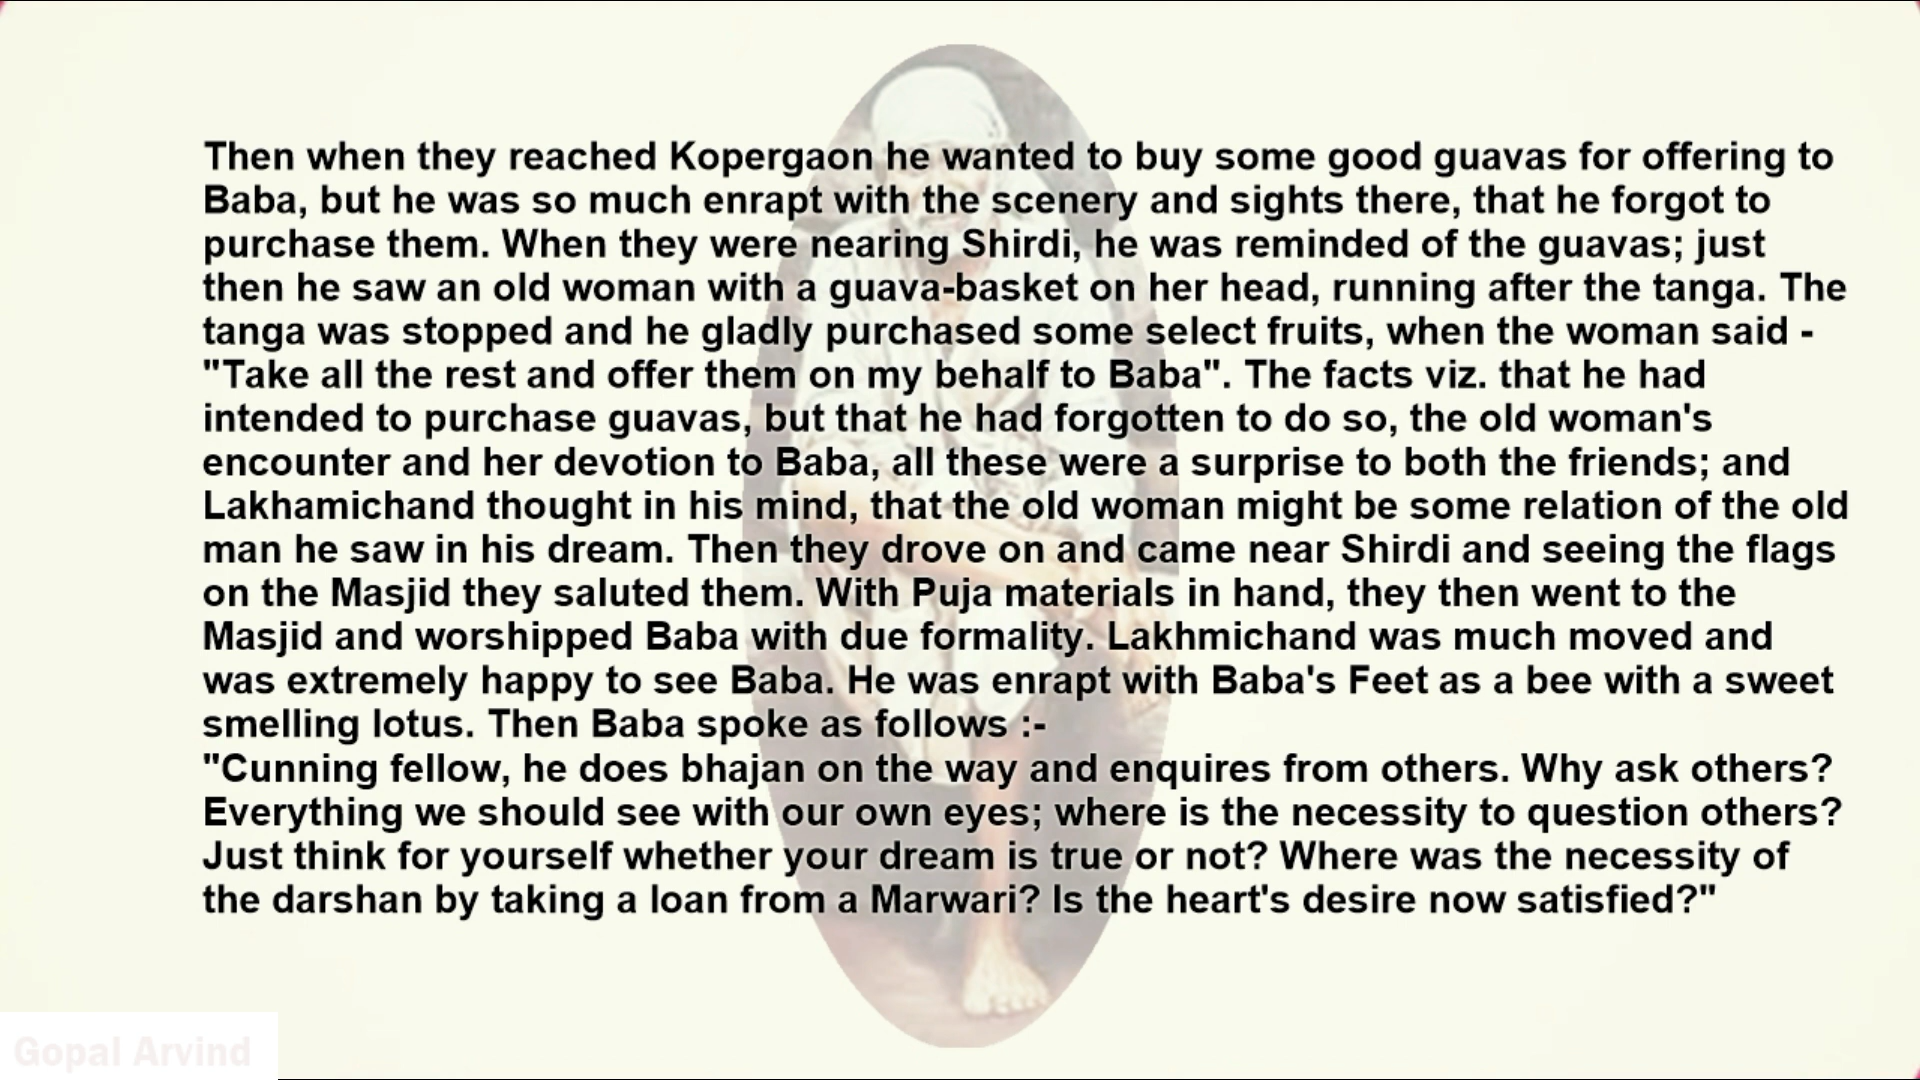 Then when they reached Kopergaon he wanted to buy some good guavas for offering to
Baba, but he was so much enrapt with the scenery and sights there, that he forgot to
purchase them. When they were nearing Shirdi, he was reminded of the guavas; just
then he saw an old woman with a guava-basket on her head, running after the tanga. The
tanga was stopped and he gladly purchased some select fruits, when the woman said -
"Take all the rest and offer them on my behalf to Baba". The facts viz. that he had
intended to purchase guavas, but that he had forgotten to do so, the old woman's
encounter and her devotion to Baba, all these were a surprise to both the friends; and
Lakhamichand thought in his mind, that the old woman might be some relation of the old
man he saw in his dream. Then they drove on and came near Shirdi and seeing the flags
on the Masjid they saluted them. With Puja materials in hand, they then went to the
Masjid and worshipped Baba with due formality. Lakhmichand was much moved and
was extremely happy to see Baba. He was enrapt with Baba's Feet as a bee with a sweet
smelling lotus. Then Baba spoke as follows :-
"Cunning fellow, he does bhajan on the way and enquires from others. Why ask others?
Everything we should see with our own eyes; where is the necessity to question others?
Just think for yourself whether your dream is true or not? Where was the necessity of
the darshan by taking a loan from a Marwari? Is the heart's desire now satisfied?"
Gopal Arvind